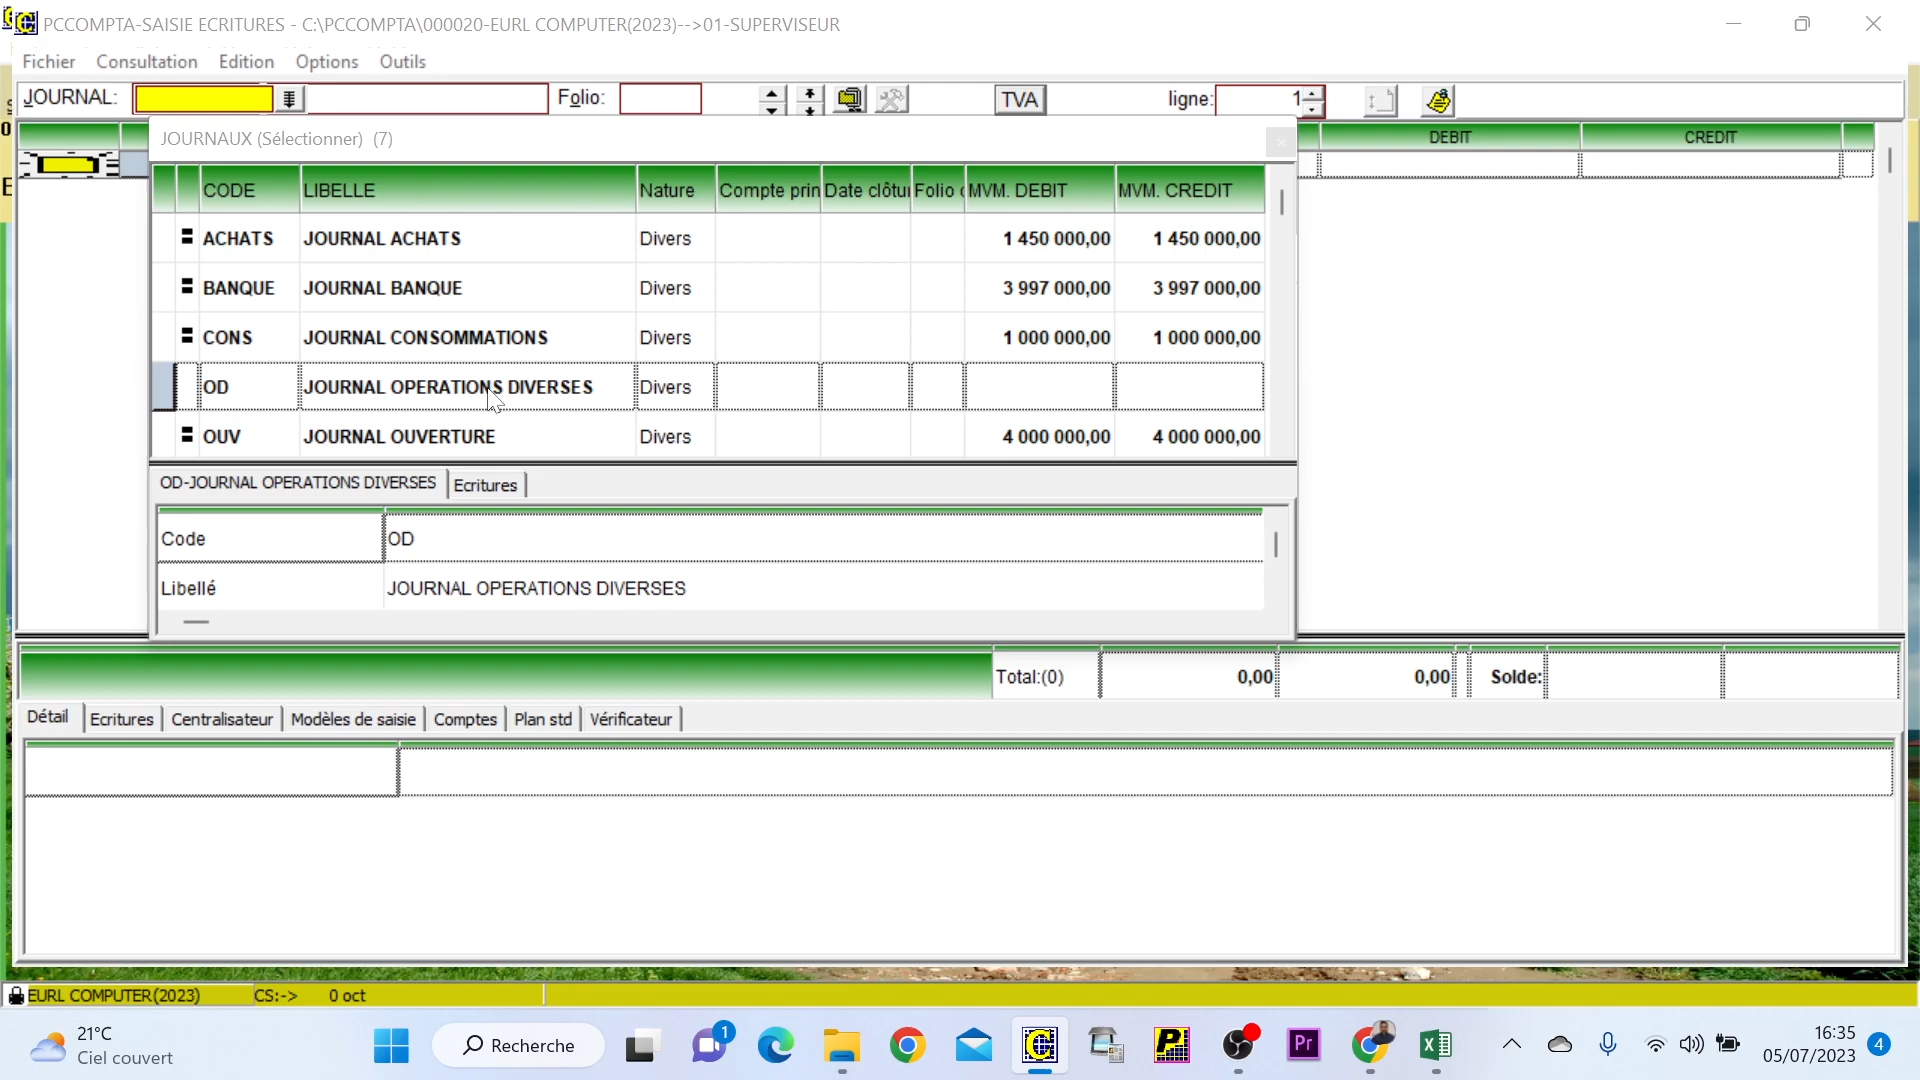 PCCOMPTA-SAISIE ECRITURES - C:\PCCOMPTA\000020-EURL COMPUTER(2023)-->01-SUPERVISEUR
Fichier Consultation Edition Options Outils
JOURNAL: Folio: TVA ligne: 1
JOURNAUX (Sélectionner) (7)
DEBIT CREDIT
CODE LIBELLE Nature Compte prin Date clôtu Folio MVM. DEBIT MVM. CREDIT
ACHATS JOURNAL ACHATS Divers 1 450 000,00 1 450 000,00
BANQUE JOURNAL BANQUE Divers 3 997 000,00 3 997 000,00
CONS JOURNAL CONSOMMATIONS Divers 1 000 000,00 1 000 000,00
OD JOURNAL OPERATIONS DIVERSES Divers
OUV JOURNAL OUVERTURE Divers 4 000 000,00 4 000 000,00
OD-JOURNAL OPERATIONS DIVERSES Ecritures
Code OD
Libellé JOURNAL OPERATIONS DIVERSES
Total:(0) 0,00 0,00 Solde:
Détail Ecritures Centralisateur Modèles de saisie Comptes Plan std Vérificateur
EURL COMPUTER(2023) CS:-> 0 oct
21°C
Ciel couvert
Recherche
1
Pr
16:35
05/07/2023
4